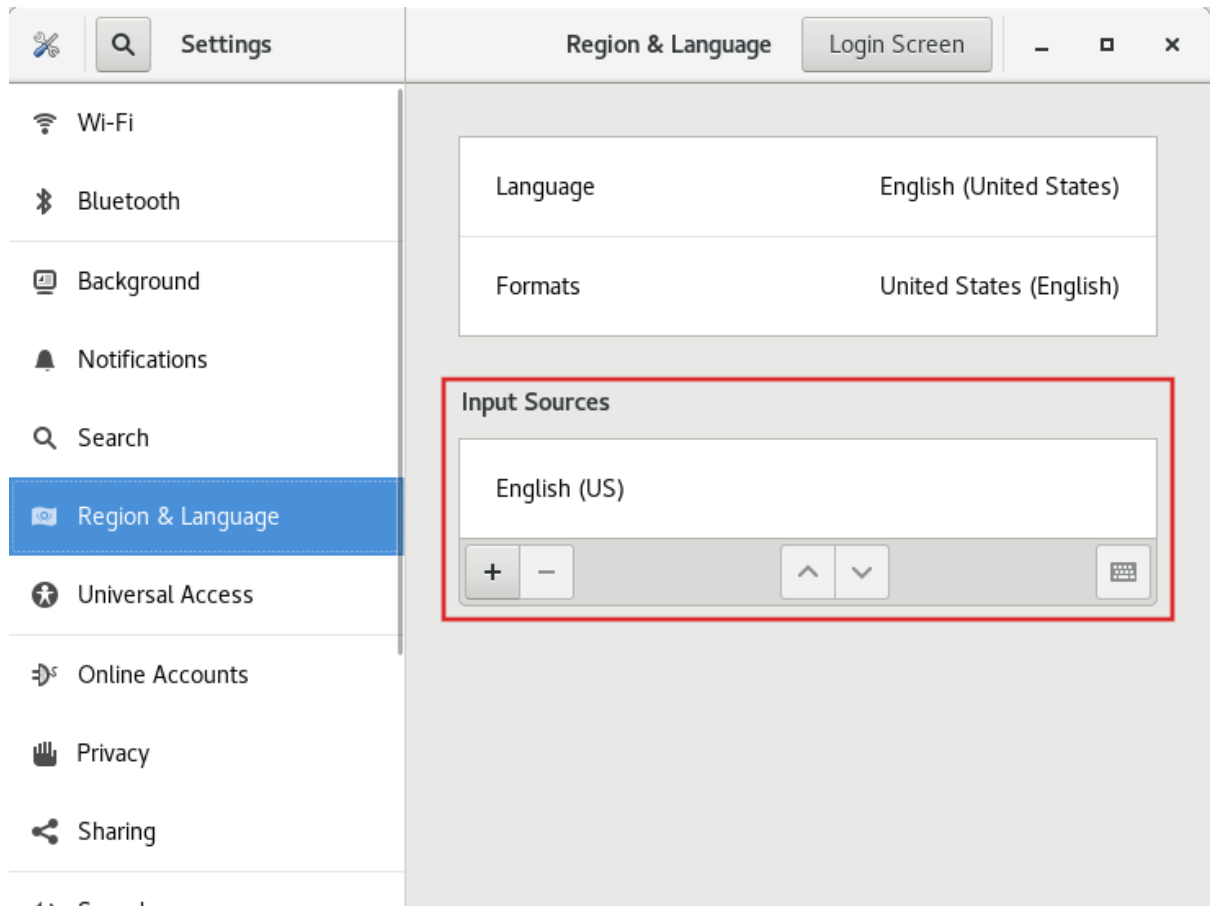 Settings
Region & Language
Login Screen
Wi-Fi
Bluetooth
Background
Notifications
Search
Region & Language
Universal Access
Online Accounts
Privacy
Sharing
Language English (United States)
Formats United States (English)
Input Sources
English (US)